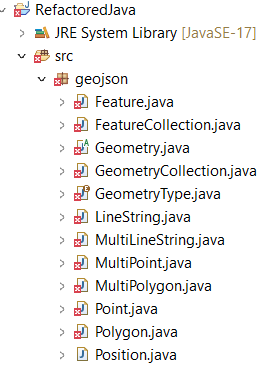 RefactoredJava
JRE System Library [JavaSE-17]
src
geojson
Feature.java
FeatureCollection.java
Geometry.java
GeometryCollection.java
GeometryType.java
LineString.java
MultiLineString.java
MultiPoint.java
MultiPolygon.java
Point.java
Polygon.java
Position.java